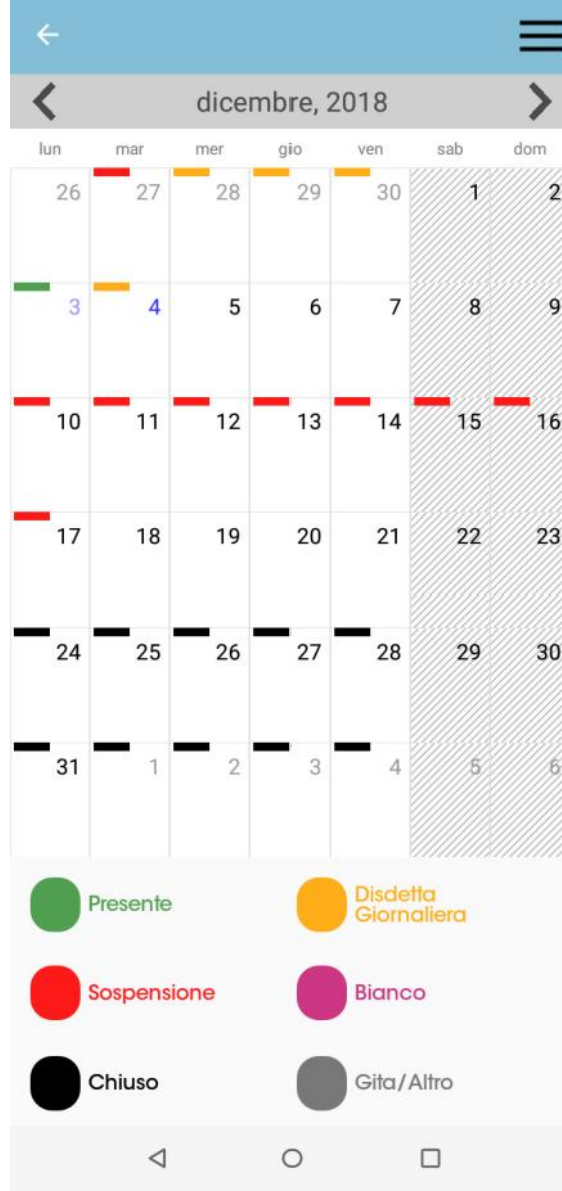 dicembre, 2018
lun mar mer gio ven sab dom
26 27 28 29 30 1 2
3 4 5 6 7 8 9
10 11 12 13 14 15 16
17 18 19 20 21 22 23
24 25 26 27 28 29 30
31 1 2 3 4 5 6
Presente
Disdetta
Giornaliera
Sospensione
Bianco
Chiuso
Gita/Altro